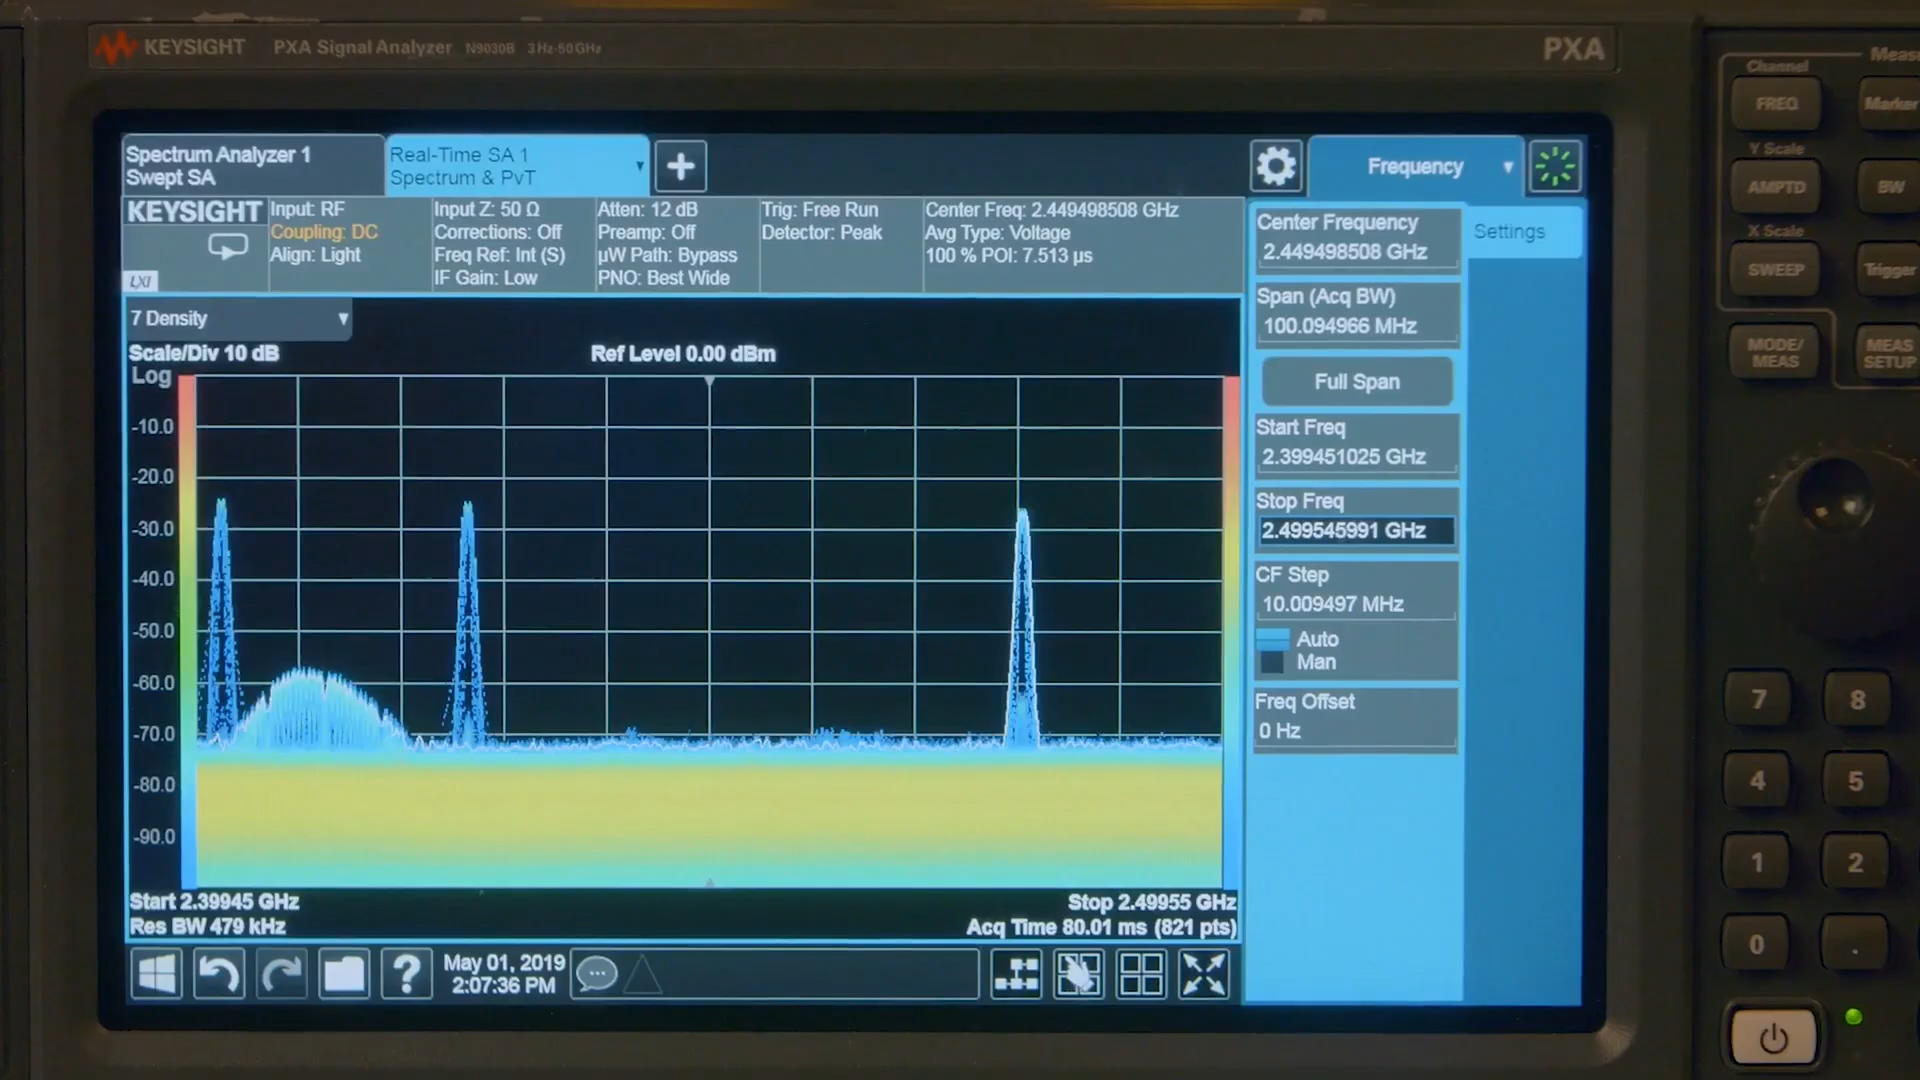 KEYSIGHT PXA Signal Analyzer N9030B 3 Hz-50 GHz
PXA
Spectrum Analyzer 1
Swept SA
Real-Time SA 1
Spectrum & PvT
Frequency
KEYSIGHT
LXI
Input: RF
Coupling: DC
Align: Light
Input Z: 50 Ω
Corrections: Off
Freq Ref: Int (S)
IF Gain: Low
Atten: 12 dB
Preamp: Off
µW Path: Bypass
PNO: Best Wide
Trig: Free Run
Detector: Peak
Center Freq: 2.449498508 GHz
Avg Type: Voltage
100 % POI: 7.513 µs
7 Density
Scale/Div 10 dB
Ref Level 0.00 dBm
Log
-10.0
-20.0
-30.0
-40.0
-50.0
-60.0
-70.0
-80.0
-90.0
Start 2.39945 GHz
Stop 2.49955 GHz
Res BW 479 kHz
Acq Time 80.01 ms (821 pts)
?
May 01, 2019
2:07:36 PM
Center Frequency
2.449498508 GHz
Settings
Span (Acq BW)
100.094966 MHz
Full Span
Start Freq
2.399451025 GHz
Stop Freq
2.499545991 GHz
CF Step
10.009497 MHz
Auto
Man
Freq Offset
0 Hz
Channel
FREQ
Marker
Y Scale
AMPTD
BW
X Scale
SWEEP
Trigger
MODE/
MEAS
MEAS
SETUP
7
8
4
5
1
2
0
.